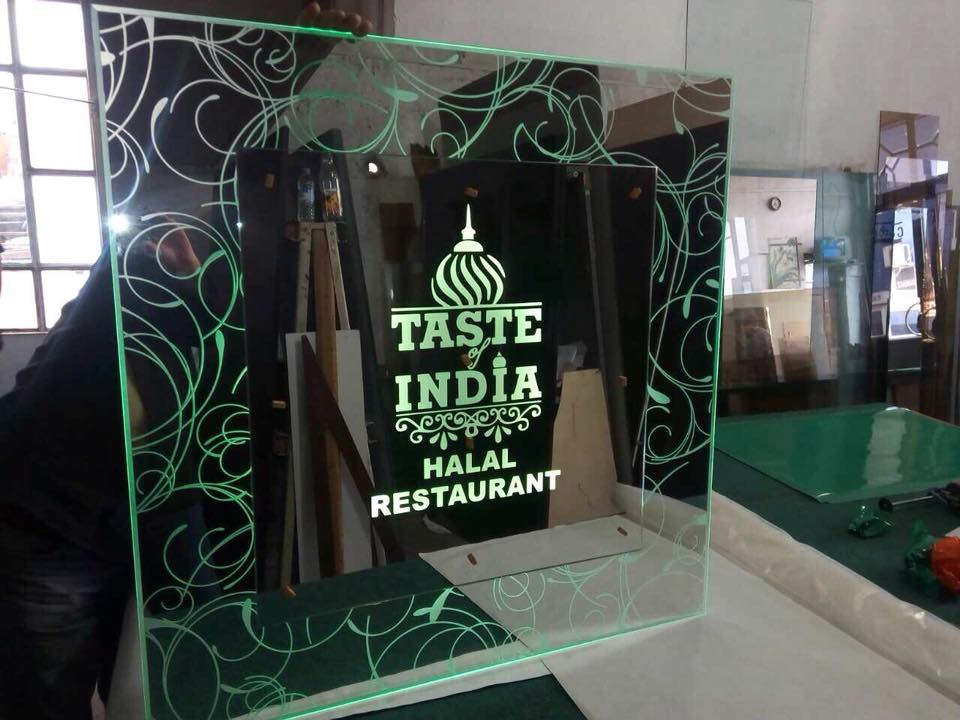 TASTE
of
INDIA
HALAL
RESTAURANT